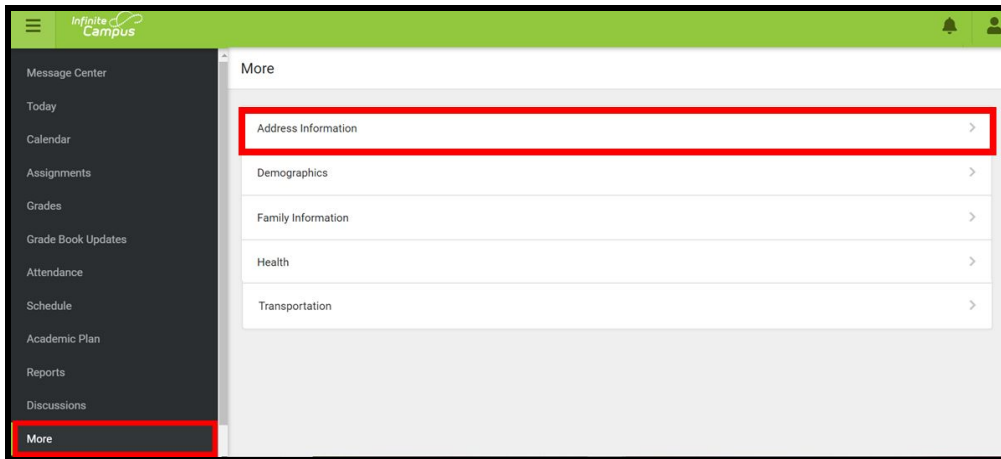 Infinite
Campus
Message Center
Today
Calendar
Assignments
Grades
Grade Book Updates
Attendance
Schedule
Academic Plan
Reports
Discussions
More
More
Address Information
Demographics
Family Information
Health
Transportation